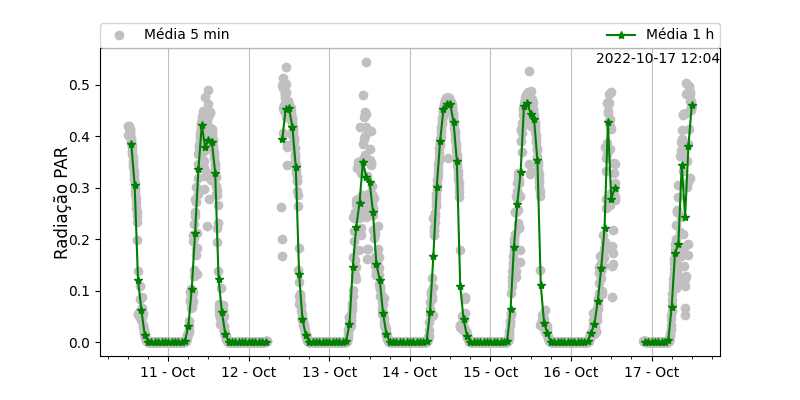 Média 5 min
Média 1 h
2022-10-17 12:04
Radiação PAR
0.5
0.4
0.3
0.2
0.1
0.0
11 - Oct
12 - Oct
13 - Oct
14 - Oct
15 - Oct
16 - Oct
17 - Oct